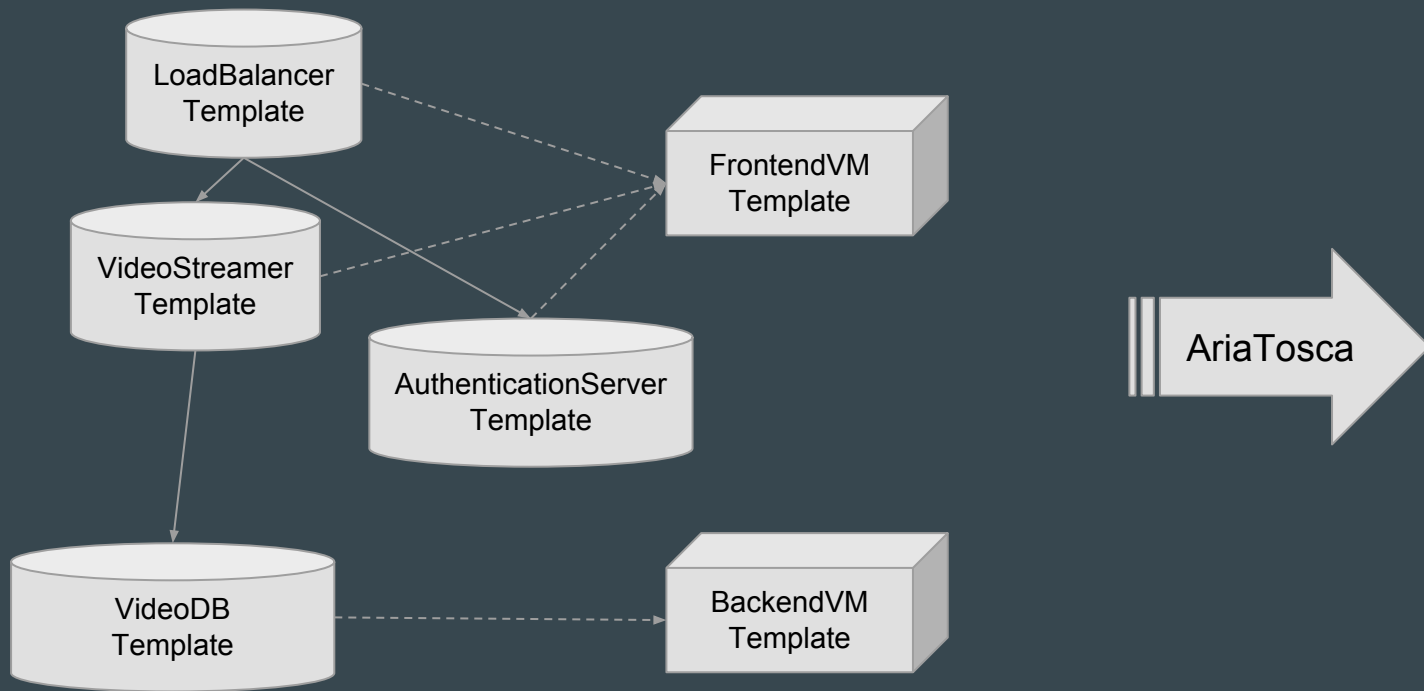 LoadBalancer
Template
FrontendVM
Template
VideoStreamer
Template
AriaTosca
AuthenticationServer
Template
VideoDB
Template
BackendVM
Template